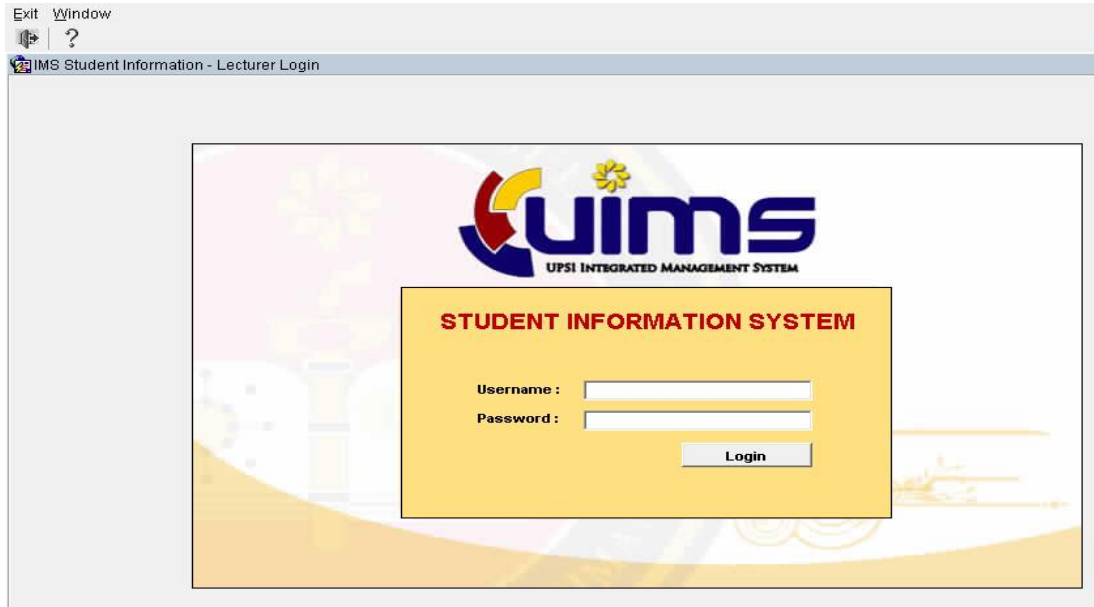 Exit Window
?
IMS Student Information - Lecturer Login
uims
UPSI INTEGRATED MANAGEMENT SYSTEM
STUDENT INFORMATION SYSTEM
Username :
Password :
Login